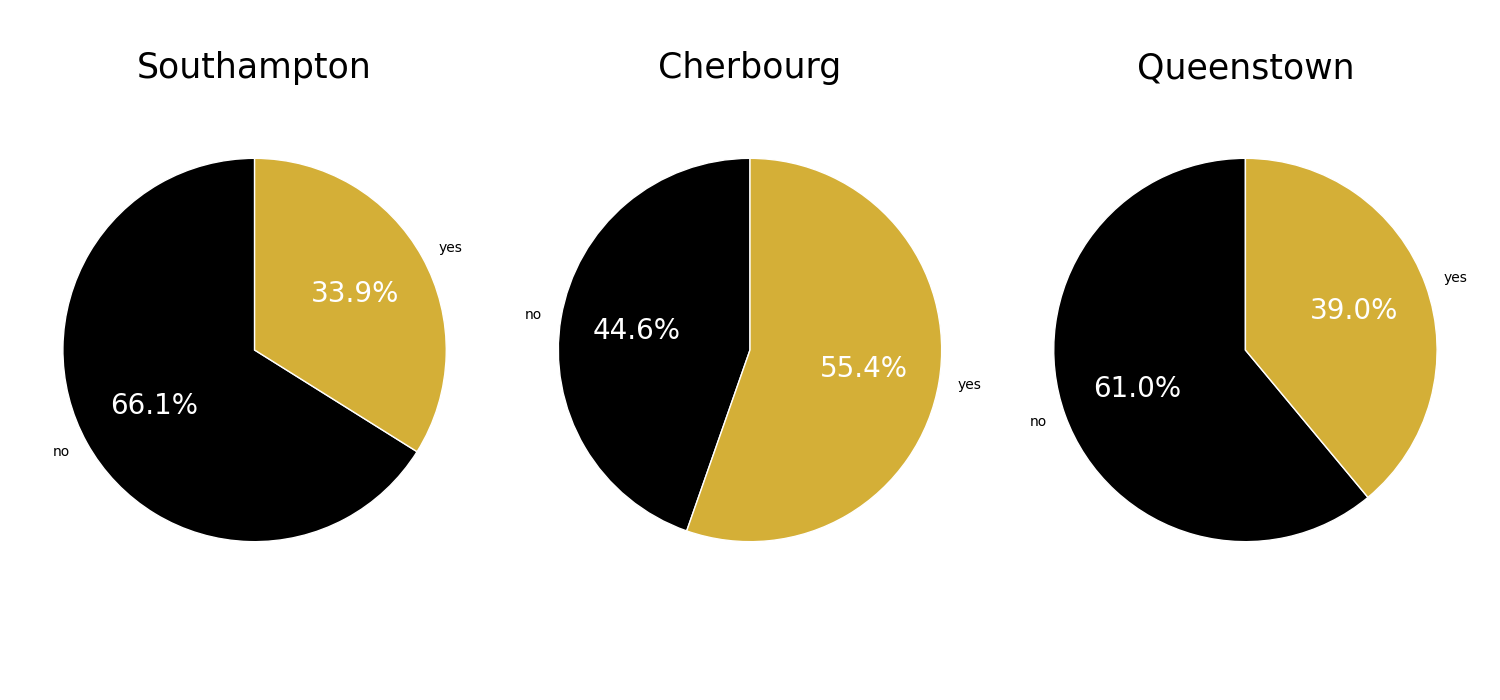 Southampton
Cherbourg
Queenstown
yes
33.9%
66.1%
no
no
44.6%
55.4%
yes
yes
39.0%
61.0%
no